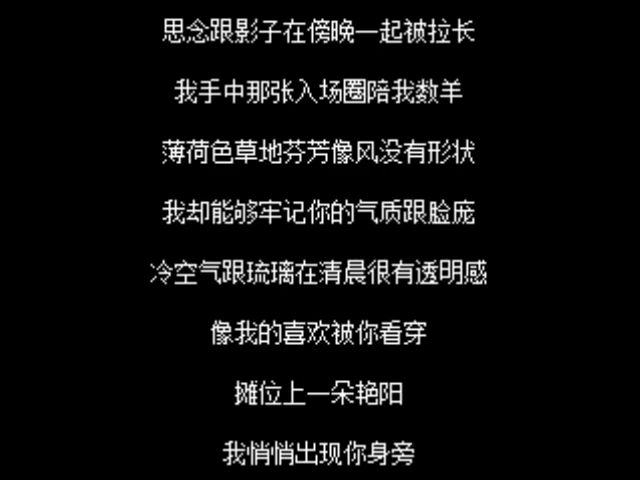 思念跟影子在傍晚一起被拉长
我手中那张入场圈陪我数羊
薄荷色草地芬芳像风没有形状
我却能够牢记你的气质跟脸庞
冷空气跟琉璃在清晨很有透明感
像我的喜欢被你看穿
摊位上一朵艳阳
我悄悄出现你身旁